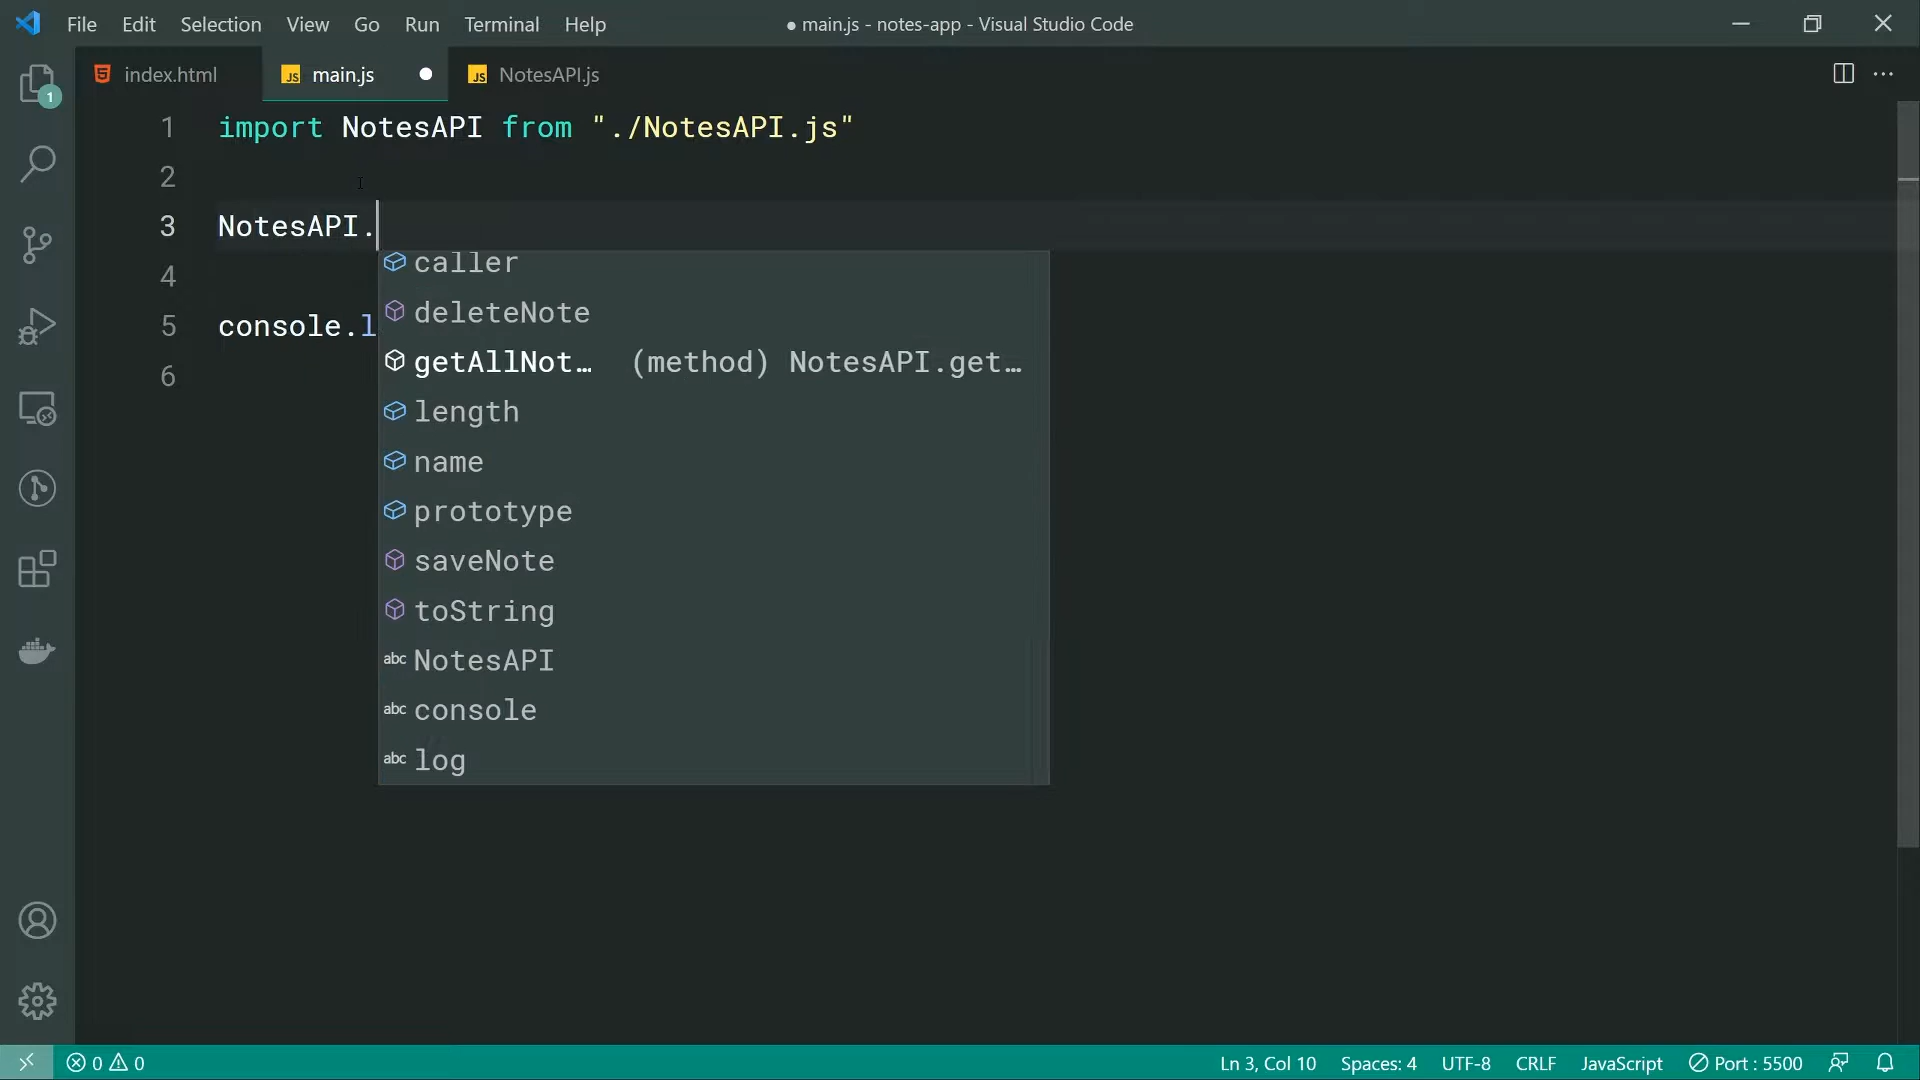 File Edit Selection View Go Run Terminal Help ● main.js - notes-app - Visual Studio Code
index.html JS main.js JS NotesAPI.js
1
1 import NotesAPI from "./NotesAPI.js"
2
3 NotesAPI.
caller
4
deleteNote
5 console.l
getAllNot… (method) NotesAPI.get…
6
length
name
prototype
saveNote
toString
abc NotesAPI
abc console
abc log
0 0 Ln 3, Col 10 Spaces: 4 UTF-8 CRLF JavaScript Port : 5500